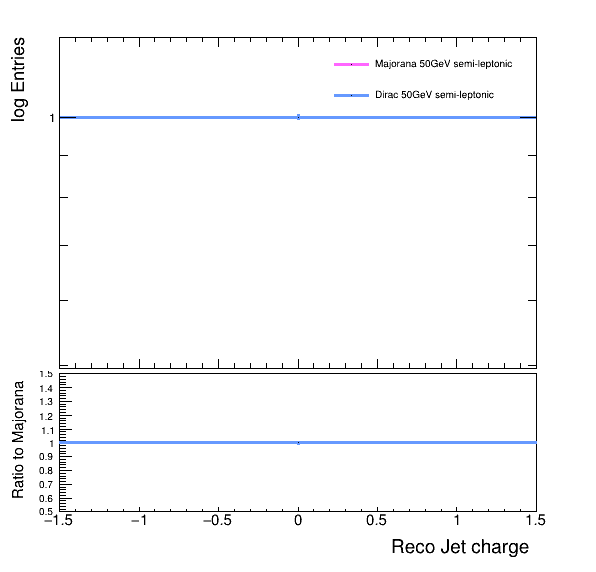 log Entries
Majorana 50GeV semi-leptonic
Dirac 50GeV semi-leptonic
1
Ratio to Majorana
1.5
1.4
1.3
1.2
1.1
1
0.9
0.8
0.7
0.6
0.5
−1.5 −1 −0.5 0 0.5 1 1.5
Reco Jet charge